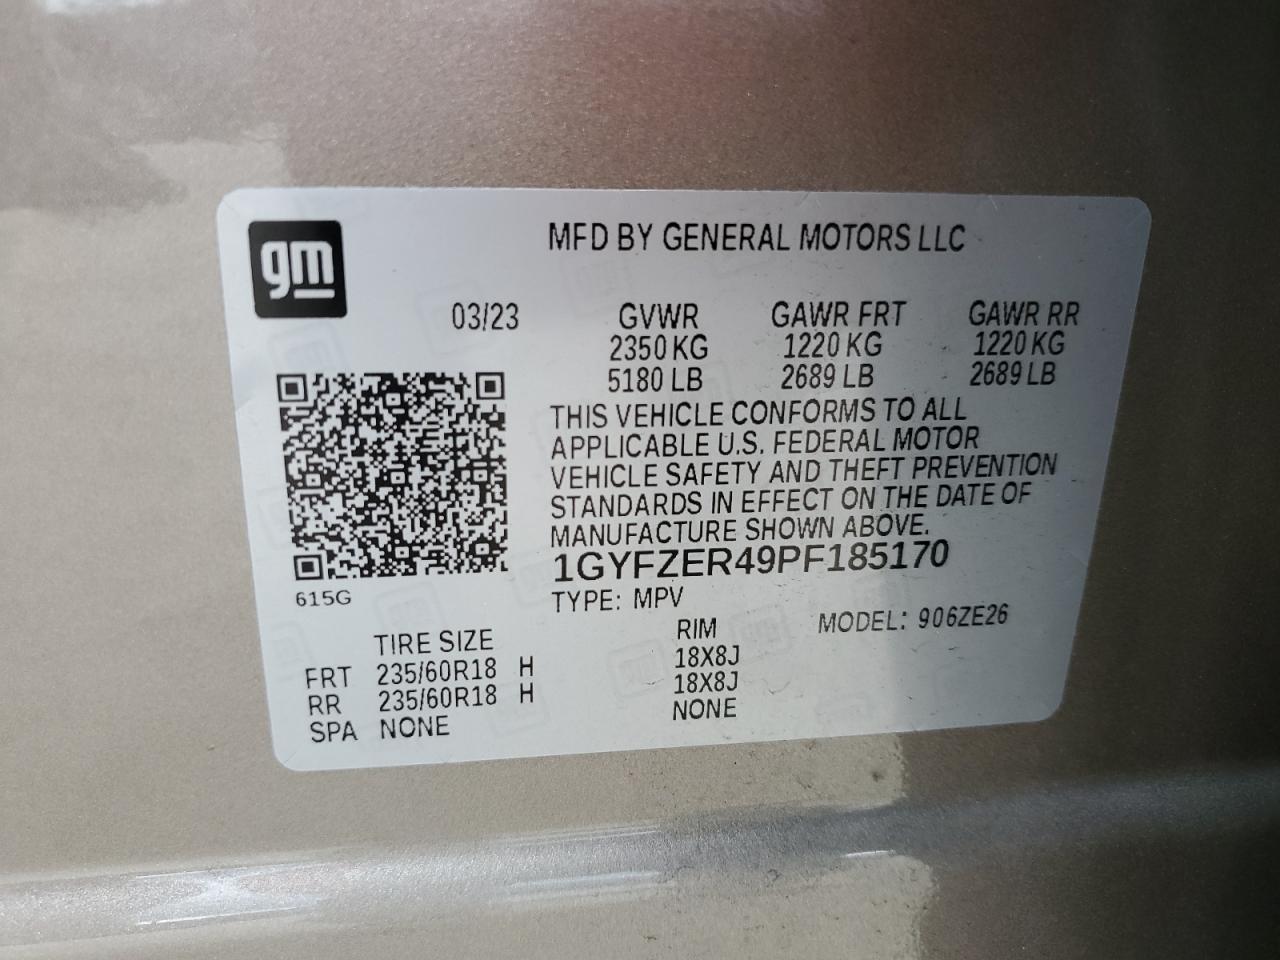 gm
MFD BY GENERAL MOTORS LLC
03/23 GVWR GAWR FRT GAWR RR
2350 KG 1220 KG 1220 KG
5180 LB 2689 LB 2689 LB
THIS VEHICLE CONFORMS TO ALL
APPLICABLE U.S. FEDERAL MOTOR
VEHICLE SAFETY AND THEFT PREVENTION
STANDARDS IN EFFECT ON THE DATE OF
MANUFACTURE SHOWN ABOVE.
1GYFZER49PF185170
615G
TYPE: MPV MODEL: 906ZE26
TIRE SIZE RIM
FRT 235/60R18 H 18X8J
RR 235/60R18 H 18X8J
SPA NONE NONE